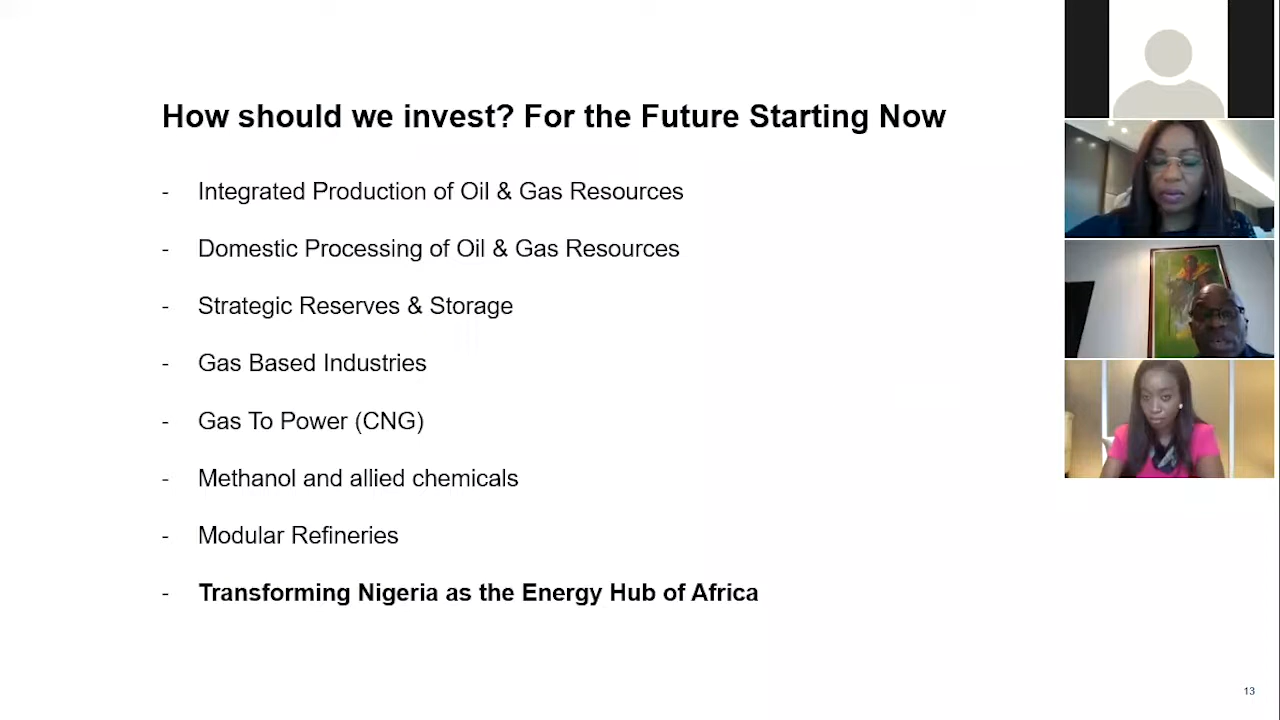 How should we invest? For the Future Starting Now
- Integrated Production of Oil & Gas Resources
- Domestic Processing of Oil & Gas Resources
- Strategic Reserves & Storage
- Gas Based Industries
- Gas To Power (CNG)
- Methanol and allied chemicals
- Modular Refineries
- Transforming Nigeria as the Energy Hub of Africa
13